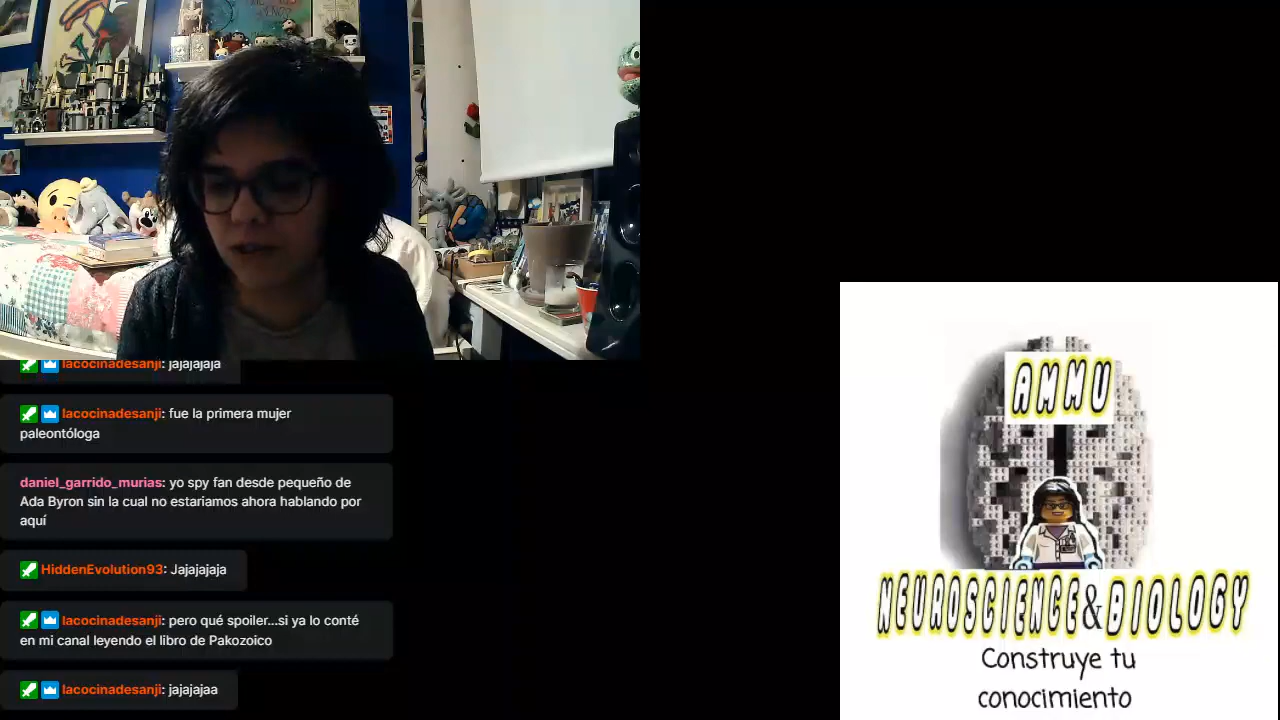 lacocinadesanji: jajajajaja
lacocinadesanji: fue la primera mujer
paleontóloga
daniel_garrido_murias: yo spy fan desde pequeño de
Ada Byron sin la cual no estaríamos ahora hablando por
aquí
HiddenEvolution93: Jajajajaja
lacocinadesanji: pero qué spoiler...si ya lo conté
en mi canal leyendo el libro de Pakozoico
lacocinadesanji: jajajajaa
AMMU
NEUROSCIENCE&BIOLOGY
Construye tu
conocimiento